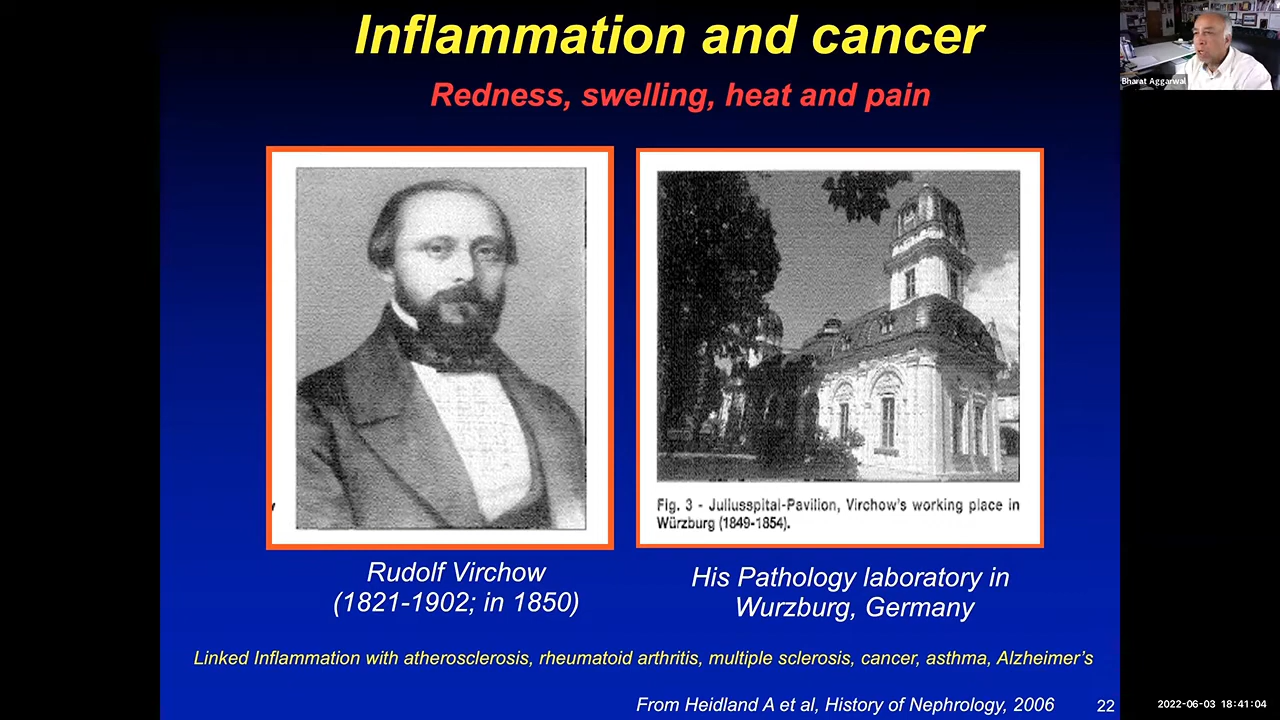 Inflammation and cancer
Redness, swelling, heat and pain
Bharat Aggarwal
Fig. 3 - Juliusspital-Pavilion, Virchow's working place in
Würzburg (1849-1854).
Rudolf Virchow
(1821-1902; in 1850)
His Pathology laboratory in
Wurzburg, Germany
Linked Inflammation with atherosclerosis, rheumatoid arthritis, multiple sclerosis, cancer, asthma, Alzheimer's
From Heidland A et al, History of Nephrology, 2006
22
2022-06-03 18:41:04